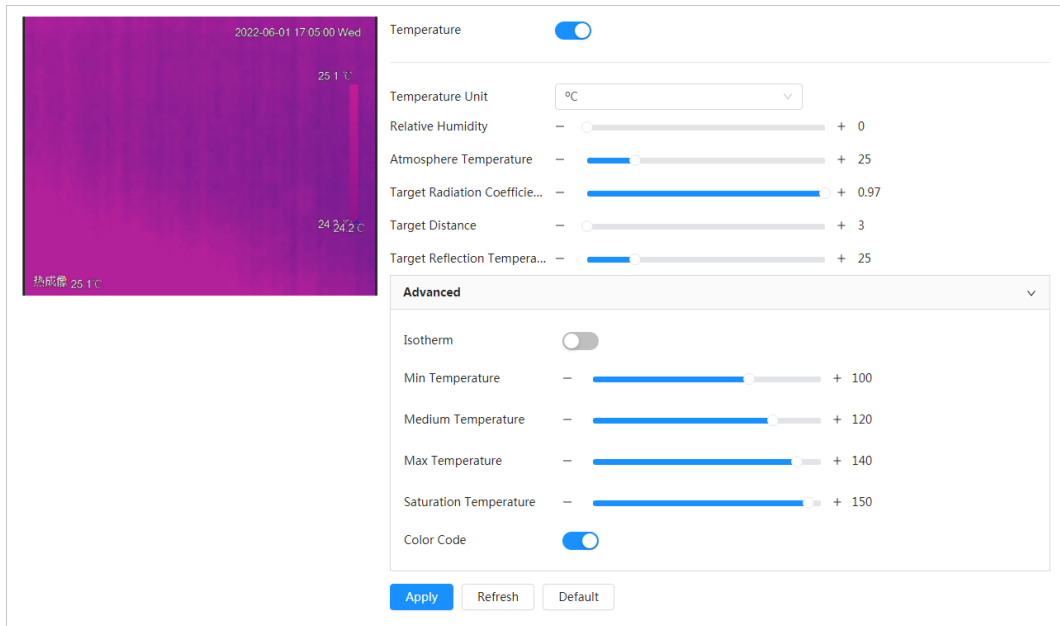 2022-06-01 17:05:00 Wed
25.1 ℃
24.2℃
热成像 25.1℃
Temperature
Temperature Unit
ºC
Relative Humidity
− + 0
Atmosphere Temperature
− + 25
Target Radiation Coefficie...
− + 0.97
Target Distance
− + 3
Target Reflection Tempera...
− + 25
Advanced
Isotherm
Min Temperature
− + 100
Medium Temperature
− + 120
Max Temperature
− + 140
Saturation Temperature
− + 150
Color Code
Apply Refresh Default